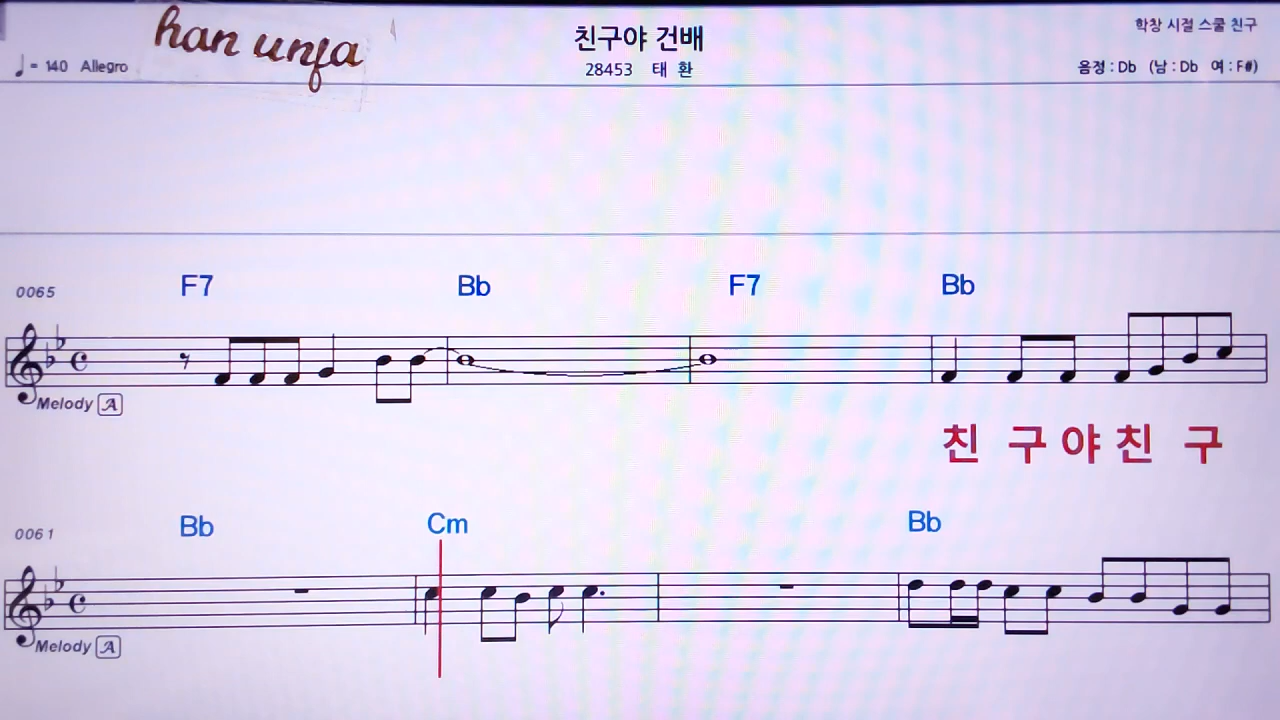 han unja
친구야 건배
학창 시절 스쿨 친구
♩= 140 Allegro
28453 태 환
음정 : Db (남 : Db 여 : F#)
0065
F7 Bb F7 Bb
Melody A
친 구 야 친 구
0061
Bb Cm Bb
Melody A